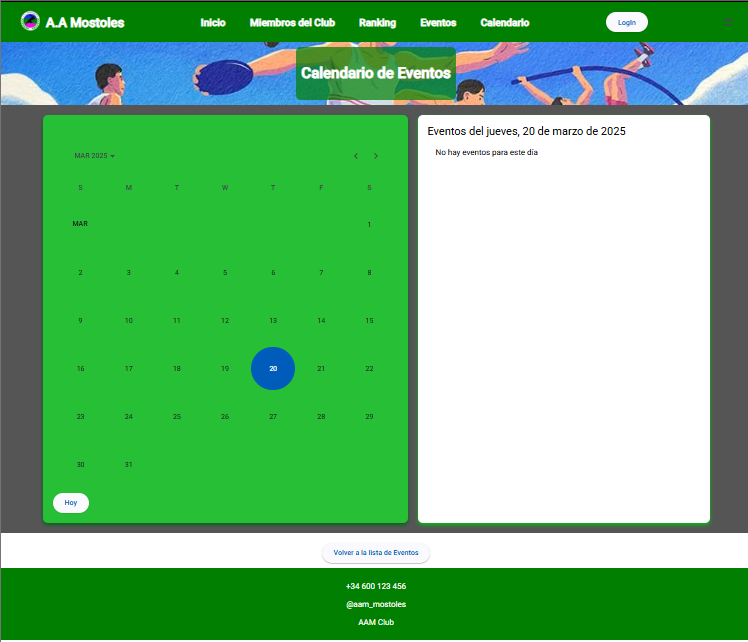 A.A Mostoles Inicio Miembros del Club Ranking Eventos Calendario Login
Calendario de Eventos
MAR 2025
S M T W T F S
MAR 1
2 3 4 5 6 7 8
9 10 11 12 13 14 15
16 17 18 19 20 21 22
23 24 25 26 27 28 29
30 31
Hoy
Eventos del jueves, 20 de marzo de 2025
No hay eventos para este día
Volver a la lista de Eventos
+34 600 123 456
@aam_mostoles
AAM Club